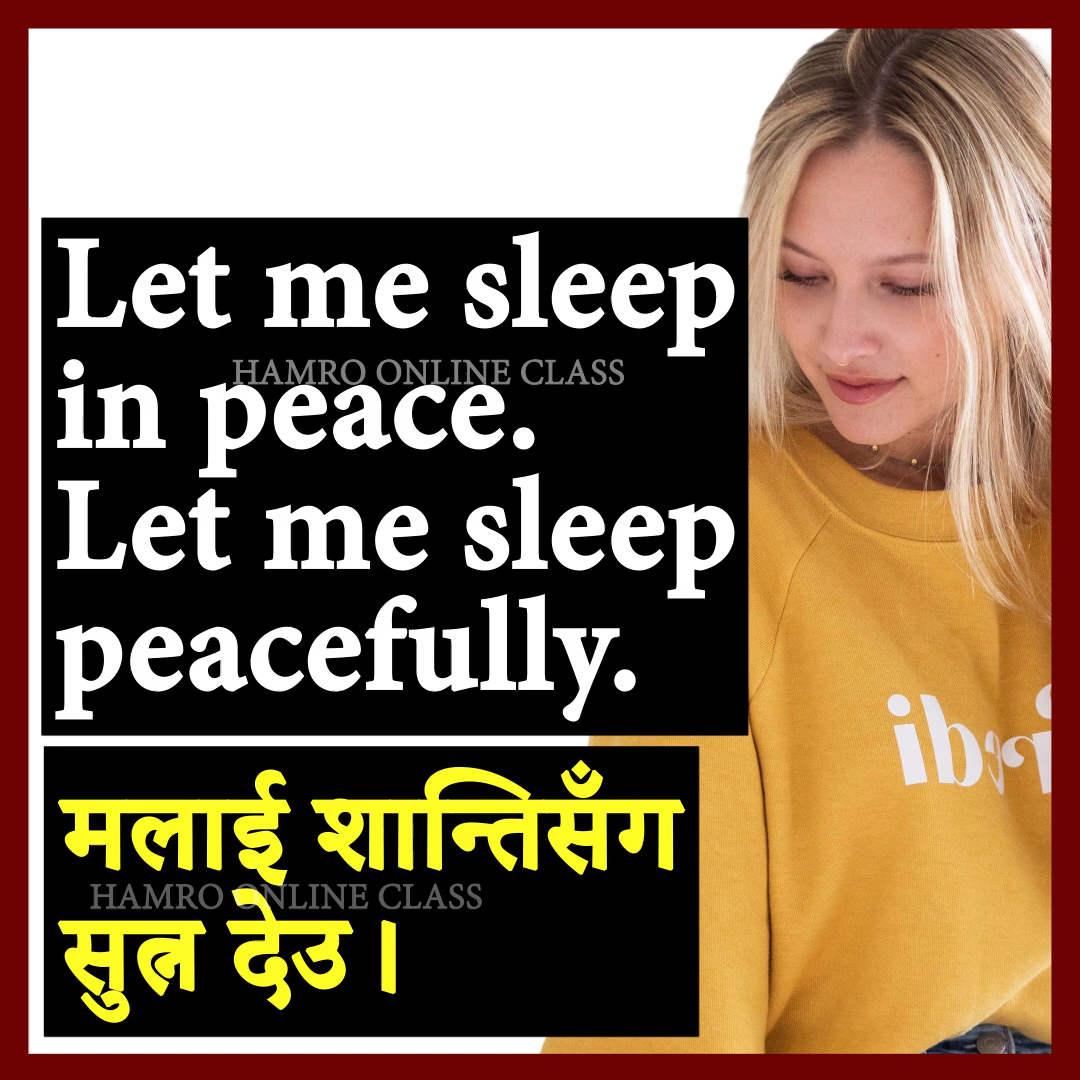 Let me sleep
HAMRO ONLINE CLASS
in peace.
Let me sleep
peacefully.
मलाई शान्तिसँग
HAMRO ONLINE CLASS
सुत्न देउ ।